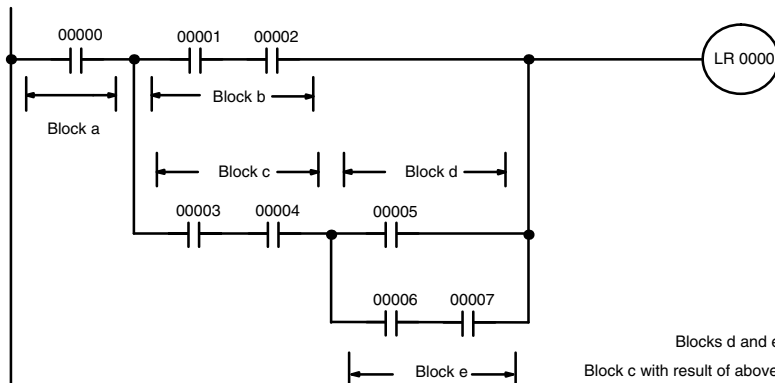 00000
00001
00002
LR 0000
Block a
Block b
Block c
Block d
00003
00004
00005
00006
00007
Block e
Blocks d and e
Block c with result of above